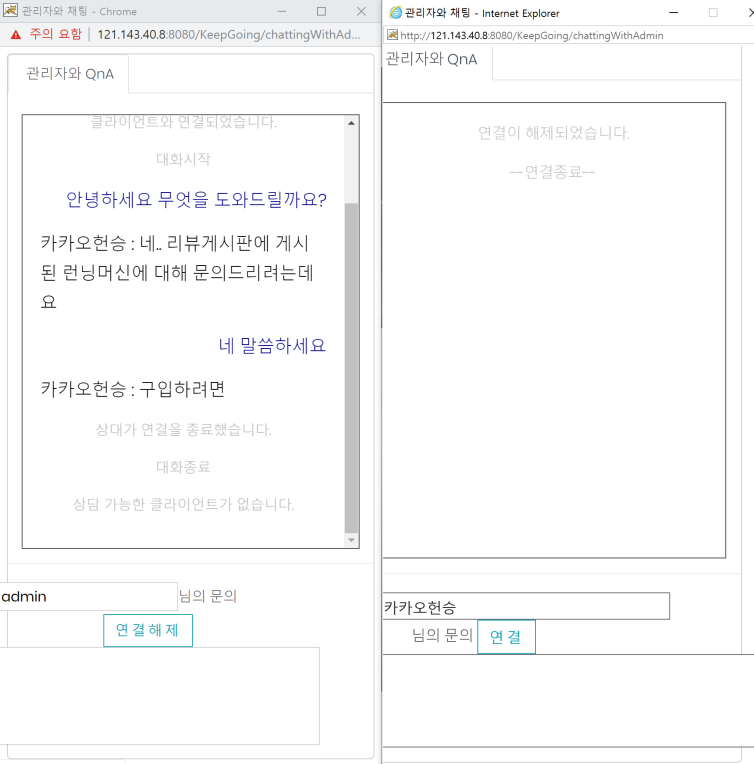 관리자와 채팅 - Chrome
주의 요함 | 121.143.40.8:8080/KeepGoing/chattingWithAd...
관리자와 QnA
클라이언트와 연결되었습니다.
대화시작
안녕하세요 무엇을 도와드릴까요?
카카오헌승 : 네.. 리뷰게시판에 게시
된 런닝머신에 대해 문의드리려는데
요
네 말씀하세요
카카오헌승 : 구입하려면
상대가 연결을 종료했습니다.
대화종료
상담 가능한 클라이언트가 없습니다.
admin 님의 문의
연결해제
관리자와 채팅 - Internet Explorer
http://121.143.40.8:8080/KeepGoing/chattingWithAdmin
관리자와 QnA
연결이 해제되었습니다.
--연결종료--
카카오헌승
님의 문의 연결